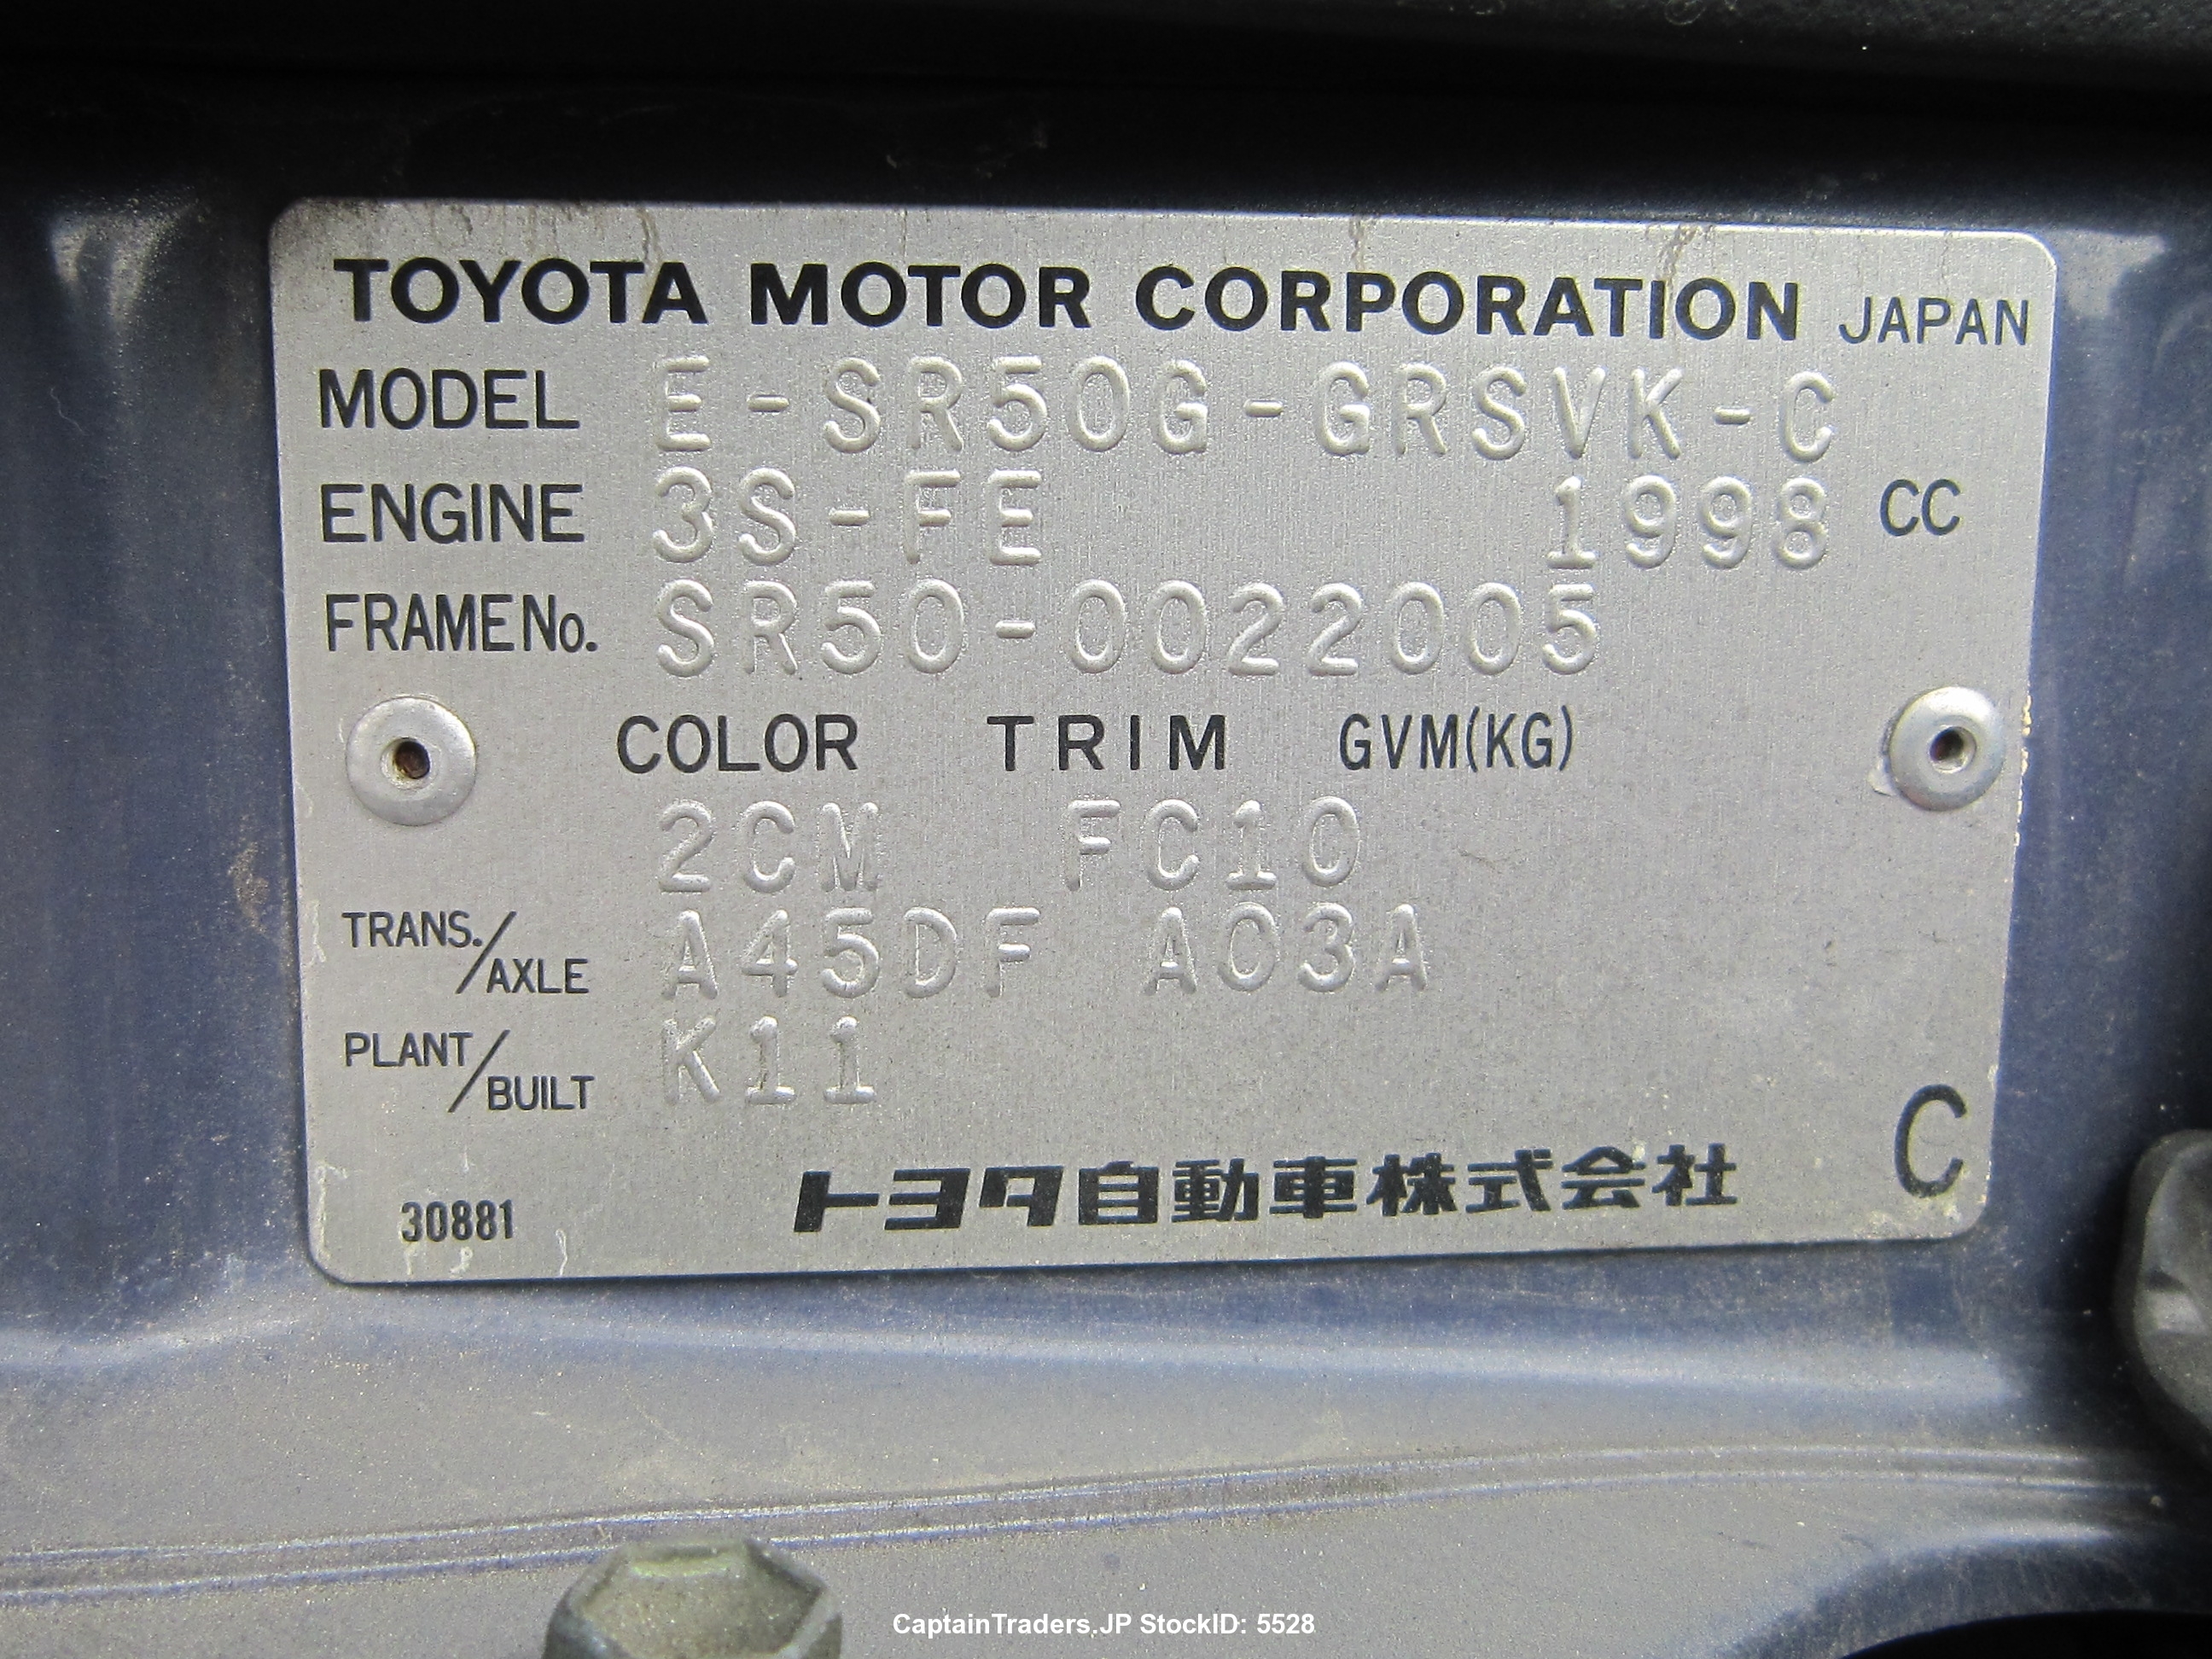 TOYOTA MOTOR CORPORATION JAPAN
MODEL E-SR50G-GRSVK-C
ENGINE 3S-FE 1998 CC
FRAME No. SR50-0022005
COLOR TRIM GVM(KG)
2CM FC10
TRANS./AXLE A45DF A03A
PLANT/BUILT K11
C
30881 トヨタ自動車株式会社
CaptainTraders.JP StockID: 5528